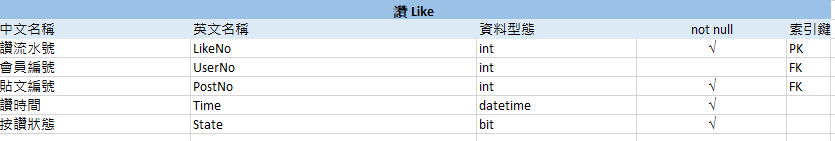 讚 Like
中文名稱 英文名稱 資料型態 not null 索引鍵
讚流水號 LikeNo int √ PK
會員編號 UserNo int FK
貼文編號 PostNo int √ FK
讚時間 Time datetime √
按讚狀態 State bit √